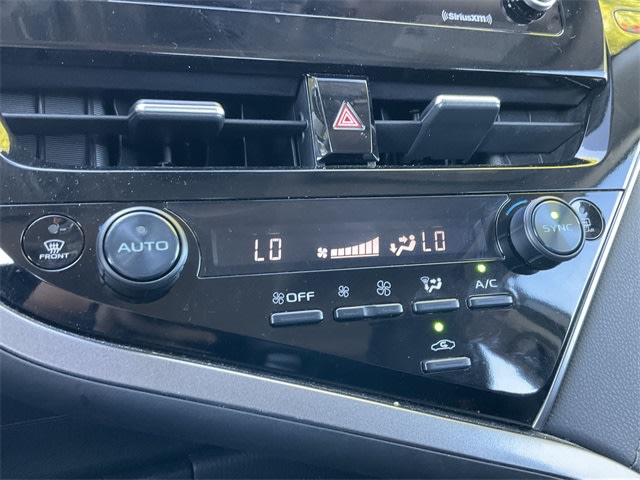 SiriusXM
FRONT
AUTO
LO
LO
SYNC
OFF
A/C